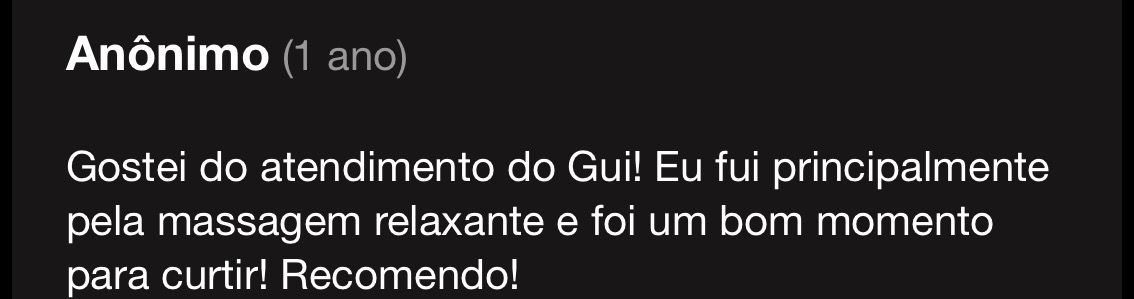 Anônimo (1 ano)
Gostei do atendimento do Gui! Eu fui principalmente
pela massagem relaxante e foi um bom momento
para curtir! Recomendo!